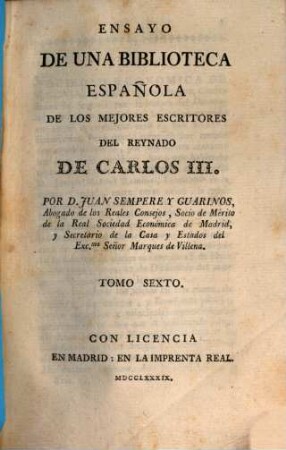 ENSAYO
DE UNA BIBLIOTECA
ESPAÑOLA
DE LOS MEJORES ESCRITORES
DEL REYNADO
DE CARLOS III.
POR D. JUAN SEMPERE Y GUARINOS,
Abogado de los Reales Consejos, Socio de Mérito
de la Real Sociedad Económica de Madrid,
y Secretario de la Casa y Estados del
Exc.mo Señor Marques de Villena.
TOMO SEXTO.
CON LICENCIA
EN MADRID: EN LA IMPRENTA REAL.
MDCCLXXXIX.